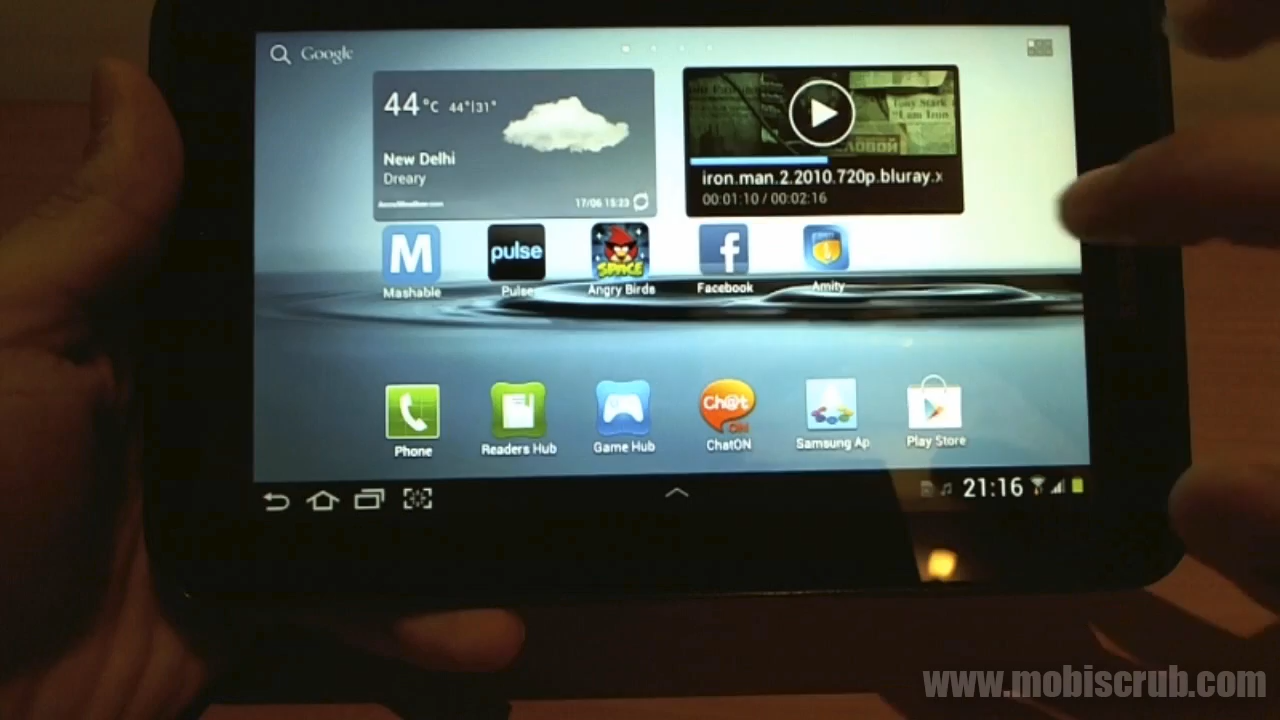 Google
44°C 44°|31°
New Delhi
Dreary
17/06 15:23
Tony Stark
"I am Iron
ЛОВОЙ
iron.man.2.2010.720p.bluray.x
00:01:10 / 00:02:16
M
pulse
SPACE
f
Mashable
Pulse
Angry Birds
Facebook
Amity
Ch@t
ON
Phone
Readers Hub
Game Hub
ChatON
Samsung Ap
Play Store
21:16
www.mobiscrub.com